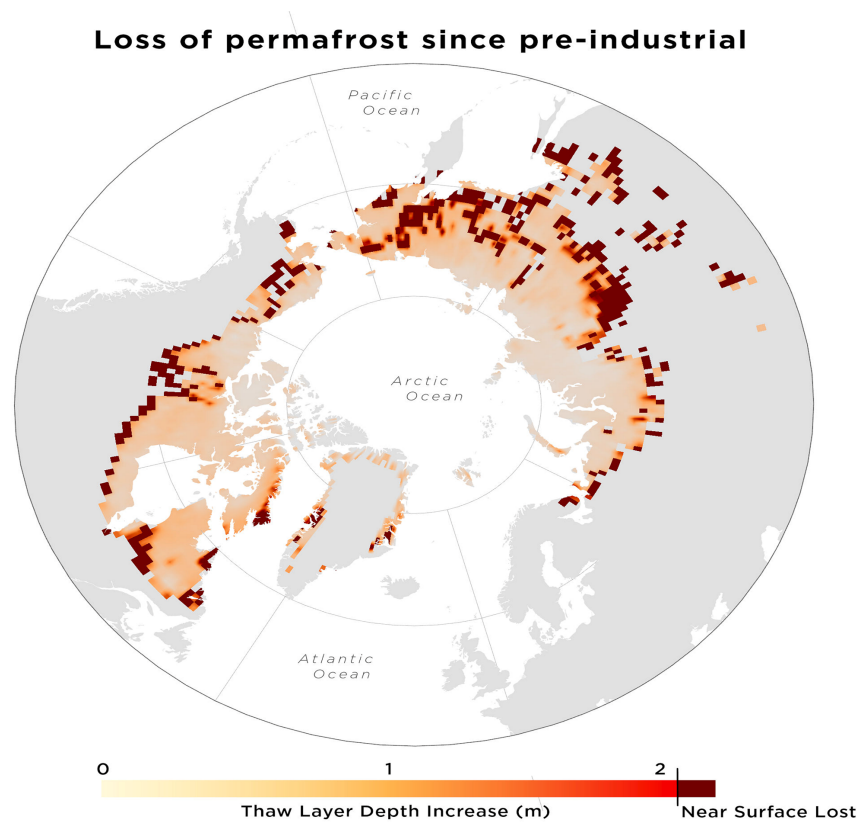 Loss of permafrost since pre-industrial
Pacific
Ocean
Arctic
Ocean
Atlantic
Ocean
0 1 2
Thaw Layer Depth Increase (m) Near Surface Lost